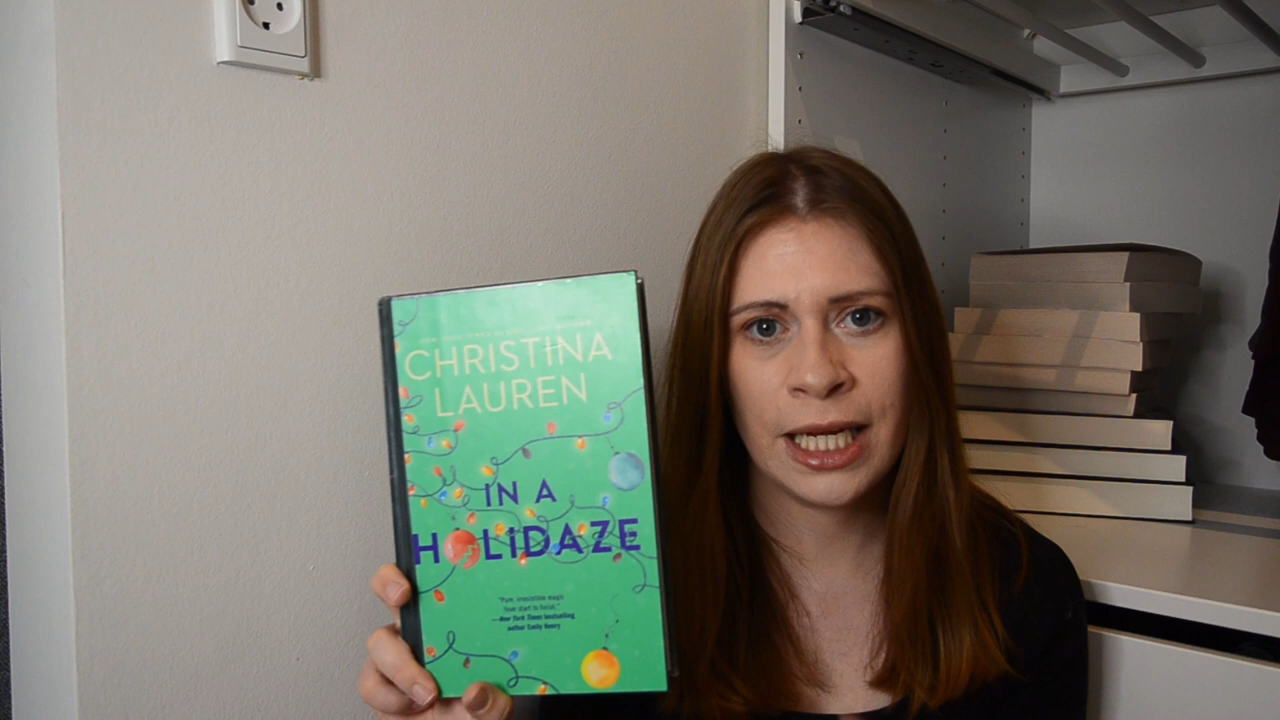 CHRISTINA
LAUREN
IN A
HOLIDAZE
"Pure, irresistible magic
from start to finish."
—New York Times bestselling
author Emily Henry